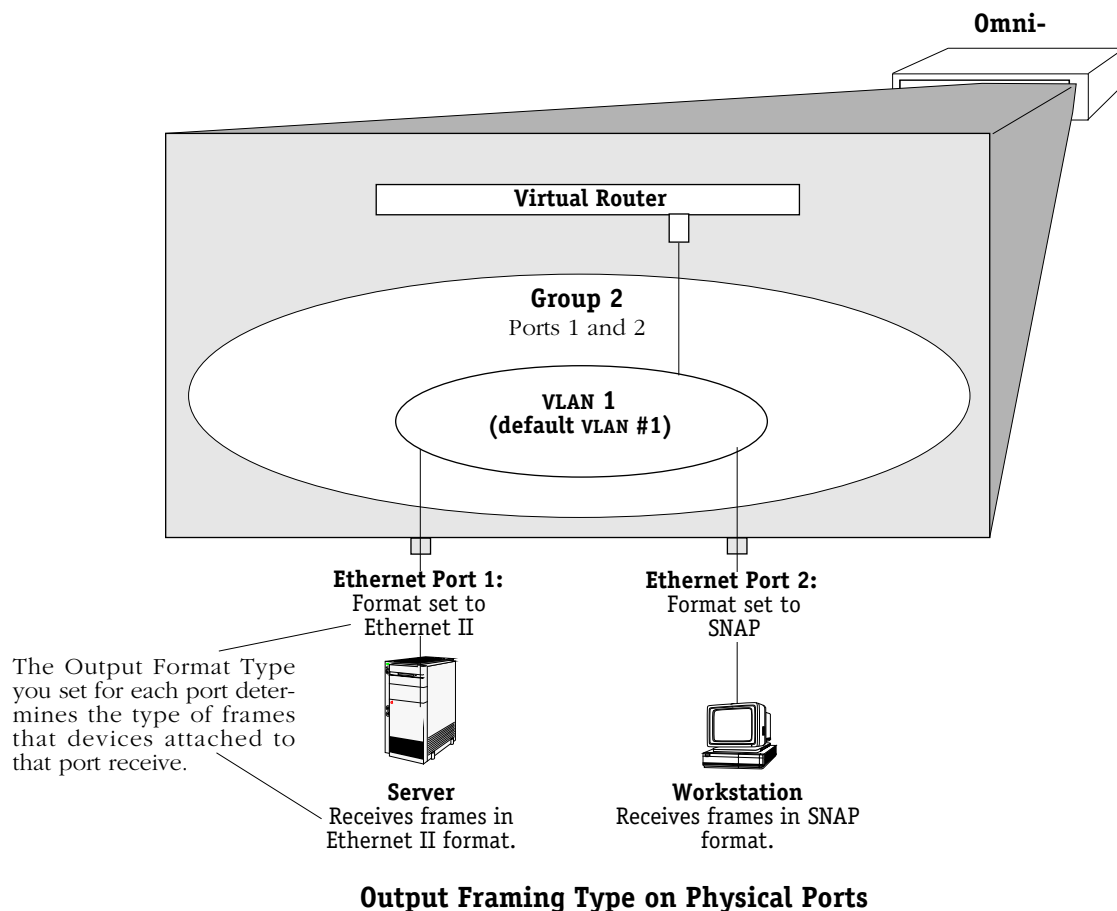 Omni-
Virtual Router
Group 2
Ports 1 and 2
VLAN 1
(default VLAN #1)
Ethernet Port 1:
Format set to
Ethernet II
Ethernet Port 2:
Format set to
SNAP
The Output Format Type
you set for each port deter-
mines the type of frames
that devices attached to
that port receive.
Server
Receives frames in
Ethernet II format.
Workstation
Receives frames in SNAP
format.
Output Framing Type on Physical Ports